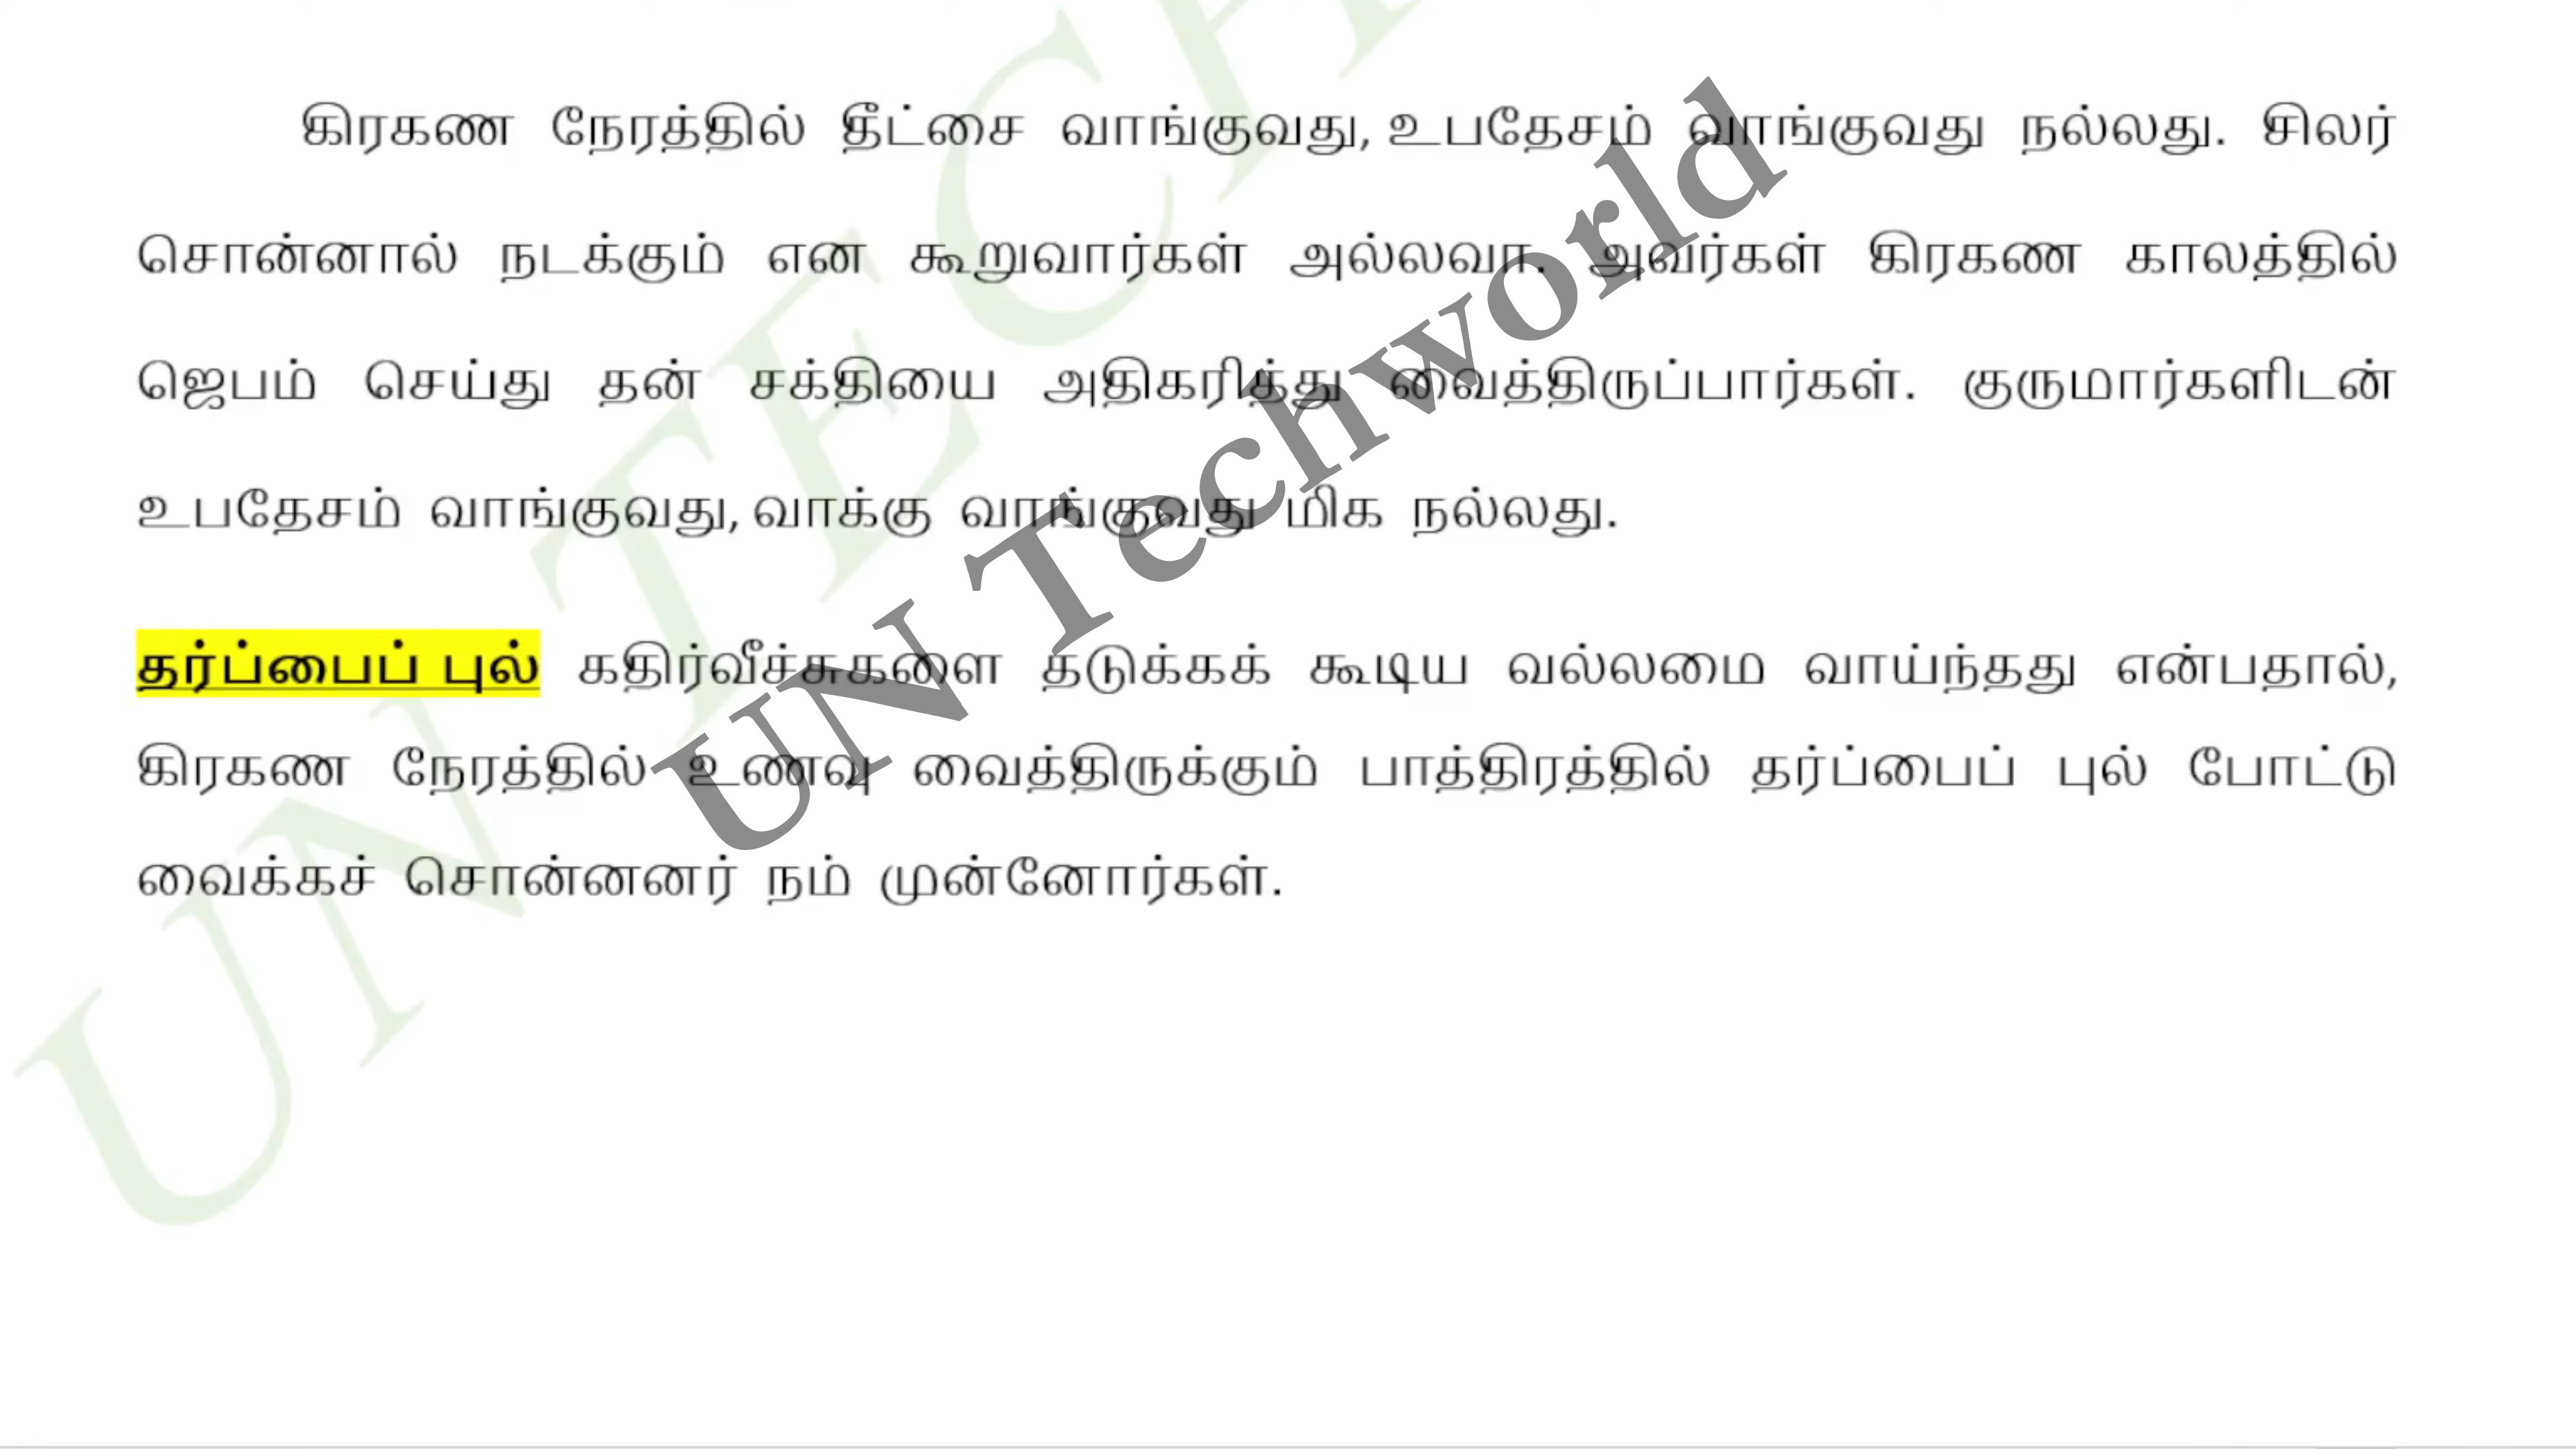 கிரகண நேரத்தில் தீட்சை வாங்குவது, உபதேசம் வாங்குவது நல்லது. சிலர்
சொன்னால் நடக்கும் என கூறுவார்கள் அல்லவா. அவர்கள் கிரகண காலத்தில்
ஜெபம் செய்து தன் சக்தியை அதிகரித்து வைத்திருப்பார்கள். குருமார்களிடன்
உபதேசம் வாங்குவது, வாக்கு வாங்குவது மிக நல்லது.
தர்ப்பைப் புல் கதிர்வீச்சுகளை தடுக்கக் கூடிய வல்லமை வாய்ந்தது என்பதால்,
கிரகண நேரத்தில் உணவு வைத்திருக்கும் பாத்திரத்தில் தர்ப்பைப் புல் போட்டு
வைக்கச் சொன்னனர் நம் முன்னோர்கள்.
UN Techworld
UN TECH